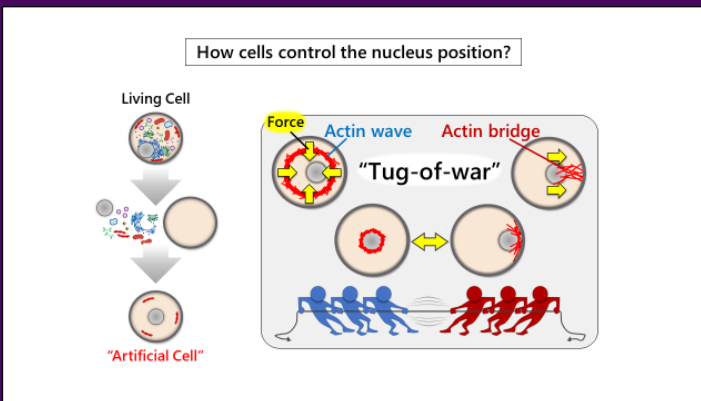 How cells control the nucleus position?
Living Cell
"Artificial Cell"
Force
Actin wave
Actin bridge
“Tug-of-war”